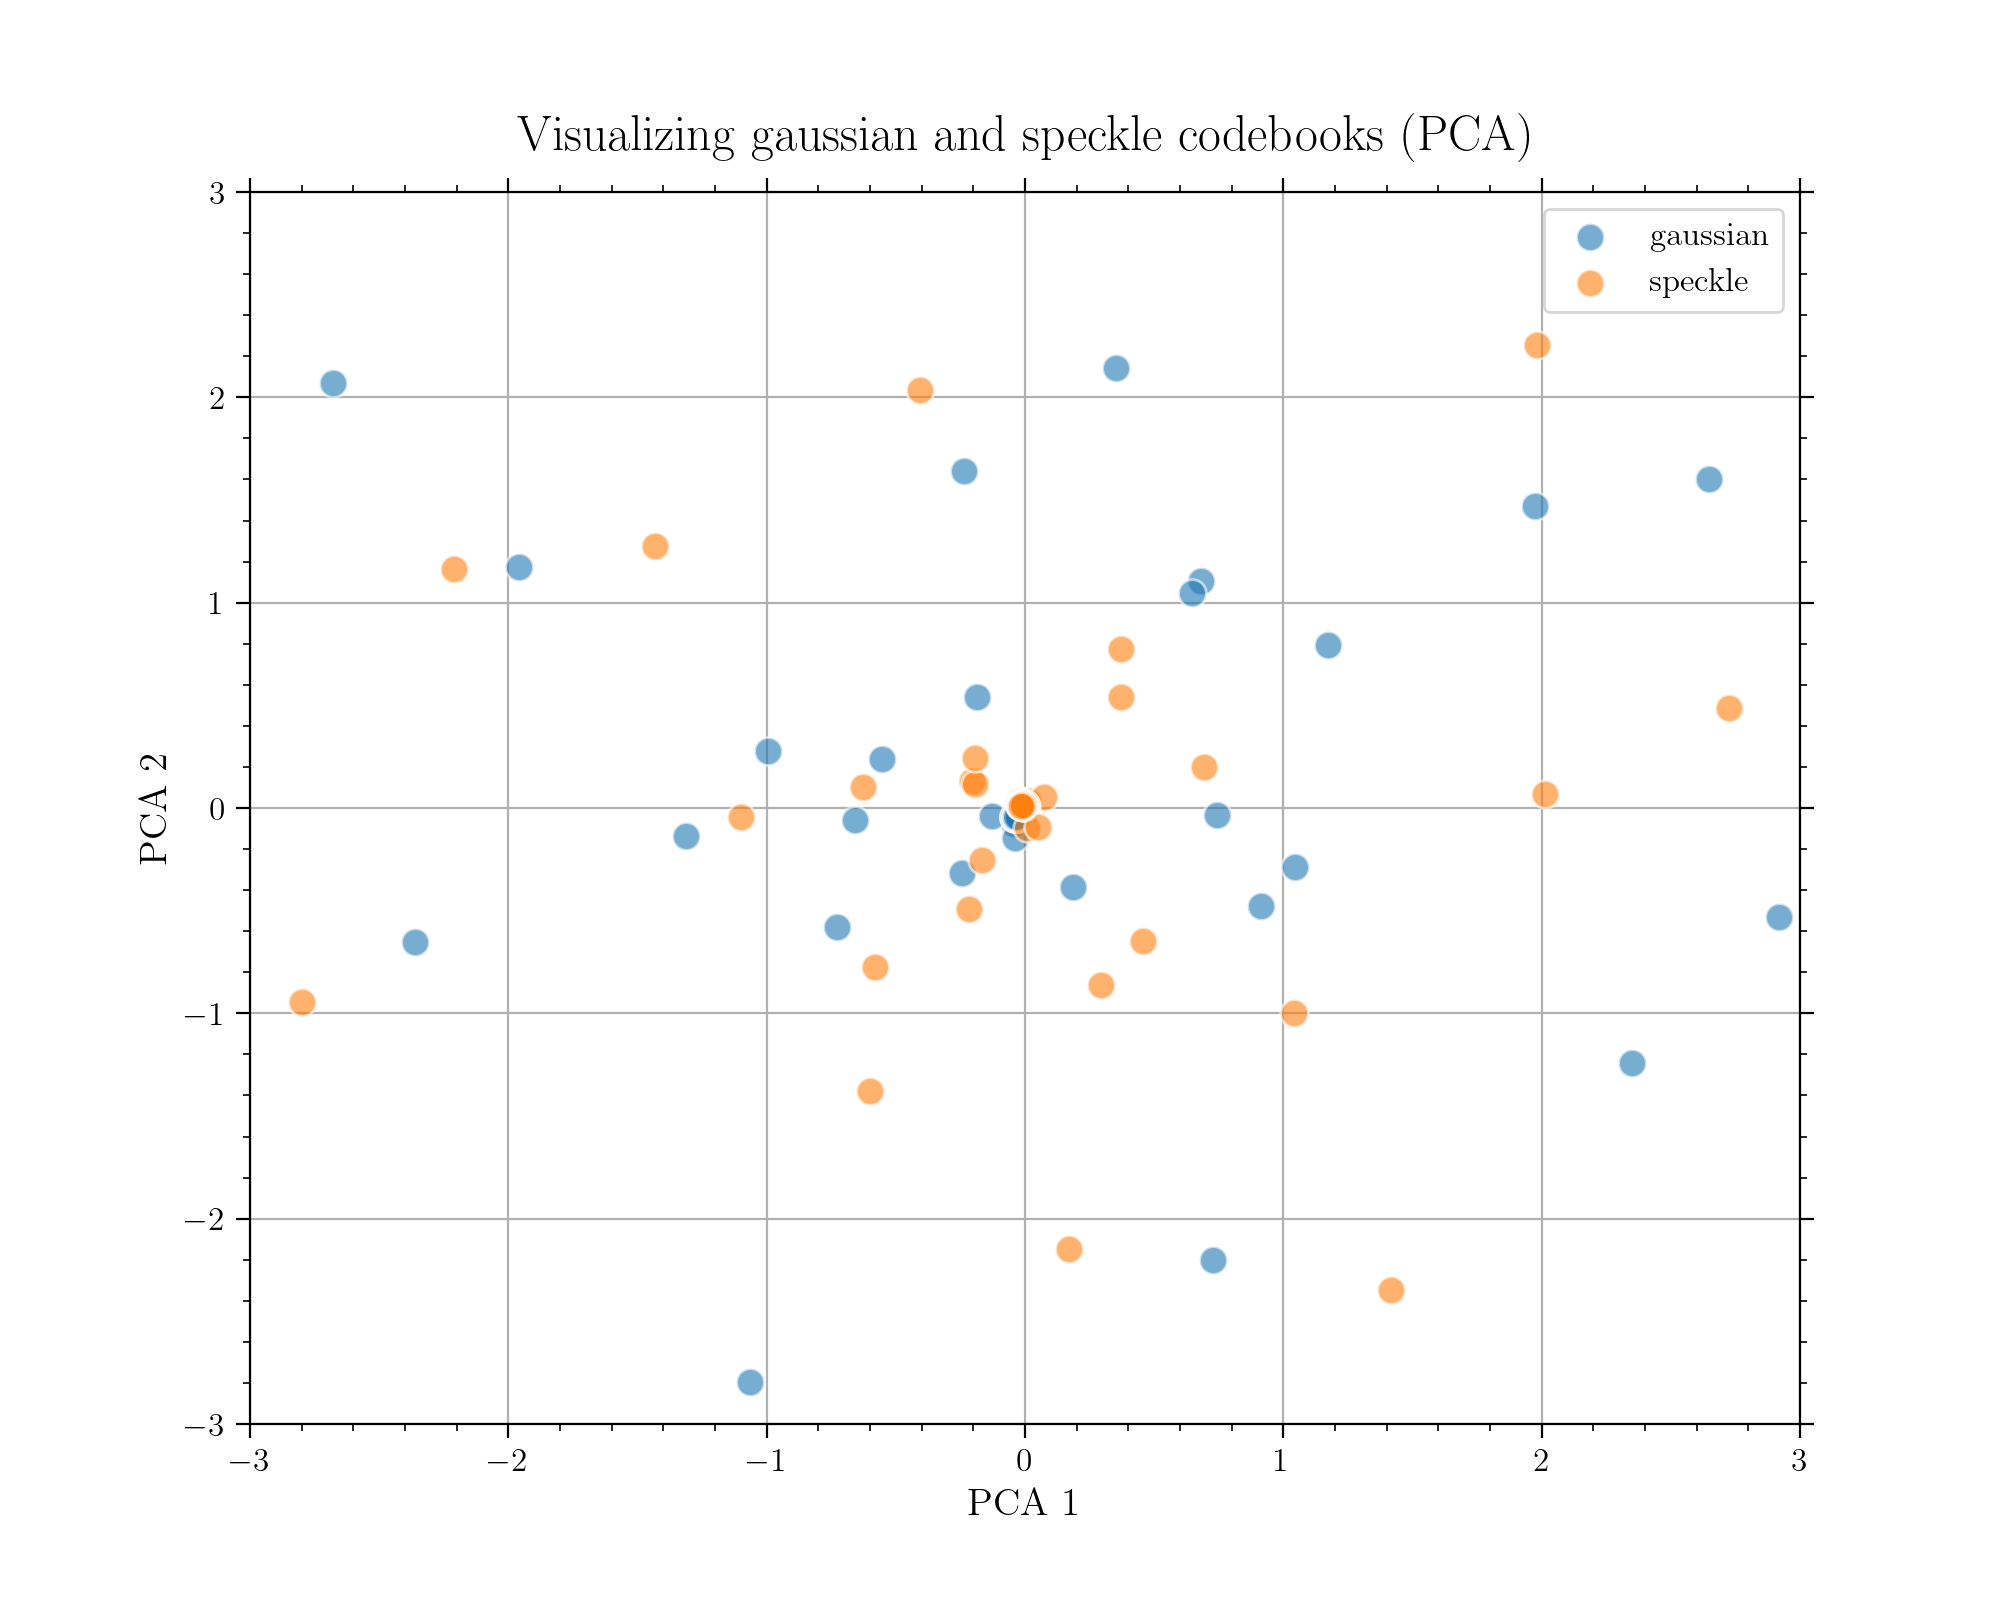 Visualizing gaussian and speckle codebooks (PCA)
gaussian
speckle
PCA 2
3
2
1
0
−1
−2
−3
−3 −2 −1 0 1 2 3
PCA 1